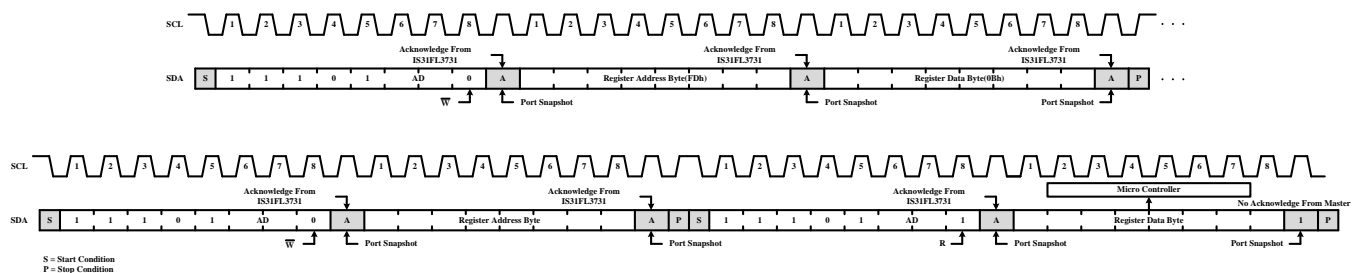 SCL 1 2 3 4 5 6 7 8 1 2 3 4 5 6 7 8 1 2 3 4 5 6 7 8 . . .
Acknowledge From Acknowledge From Acknowledge From
IS31FL3731 IS31FL3731 IS31FL3731
SDA S 1 1 1 0 1 AD 0 A Register Address Byte(FDh) A Register Data Byte(0Bh) A P . . .
W Port Snapshot Port Snapshot Port Snapshot
SCL 1 2 3 4 5 6 7 8 1 2 3 4 5 6 7 8 1 2 3 4 5 6 7 8 1 2 3 4 5 6 7 8
Micro Controller
Acknowledge From Acknowledge From Acknowledge From
IS31FL3731 IS31FL3731 IS31FL3731
No Acknowledge From Master
SDA S 1 1 1 0 1 AD 0 A Register Address Byte A P S 1 1 1 0 1 AD 1 A Register Data Byte 1 P
W Port Snapshot Port Snapshot R Port Snapshot Port Snapshot
S = Start Condition
P = Stop Condition